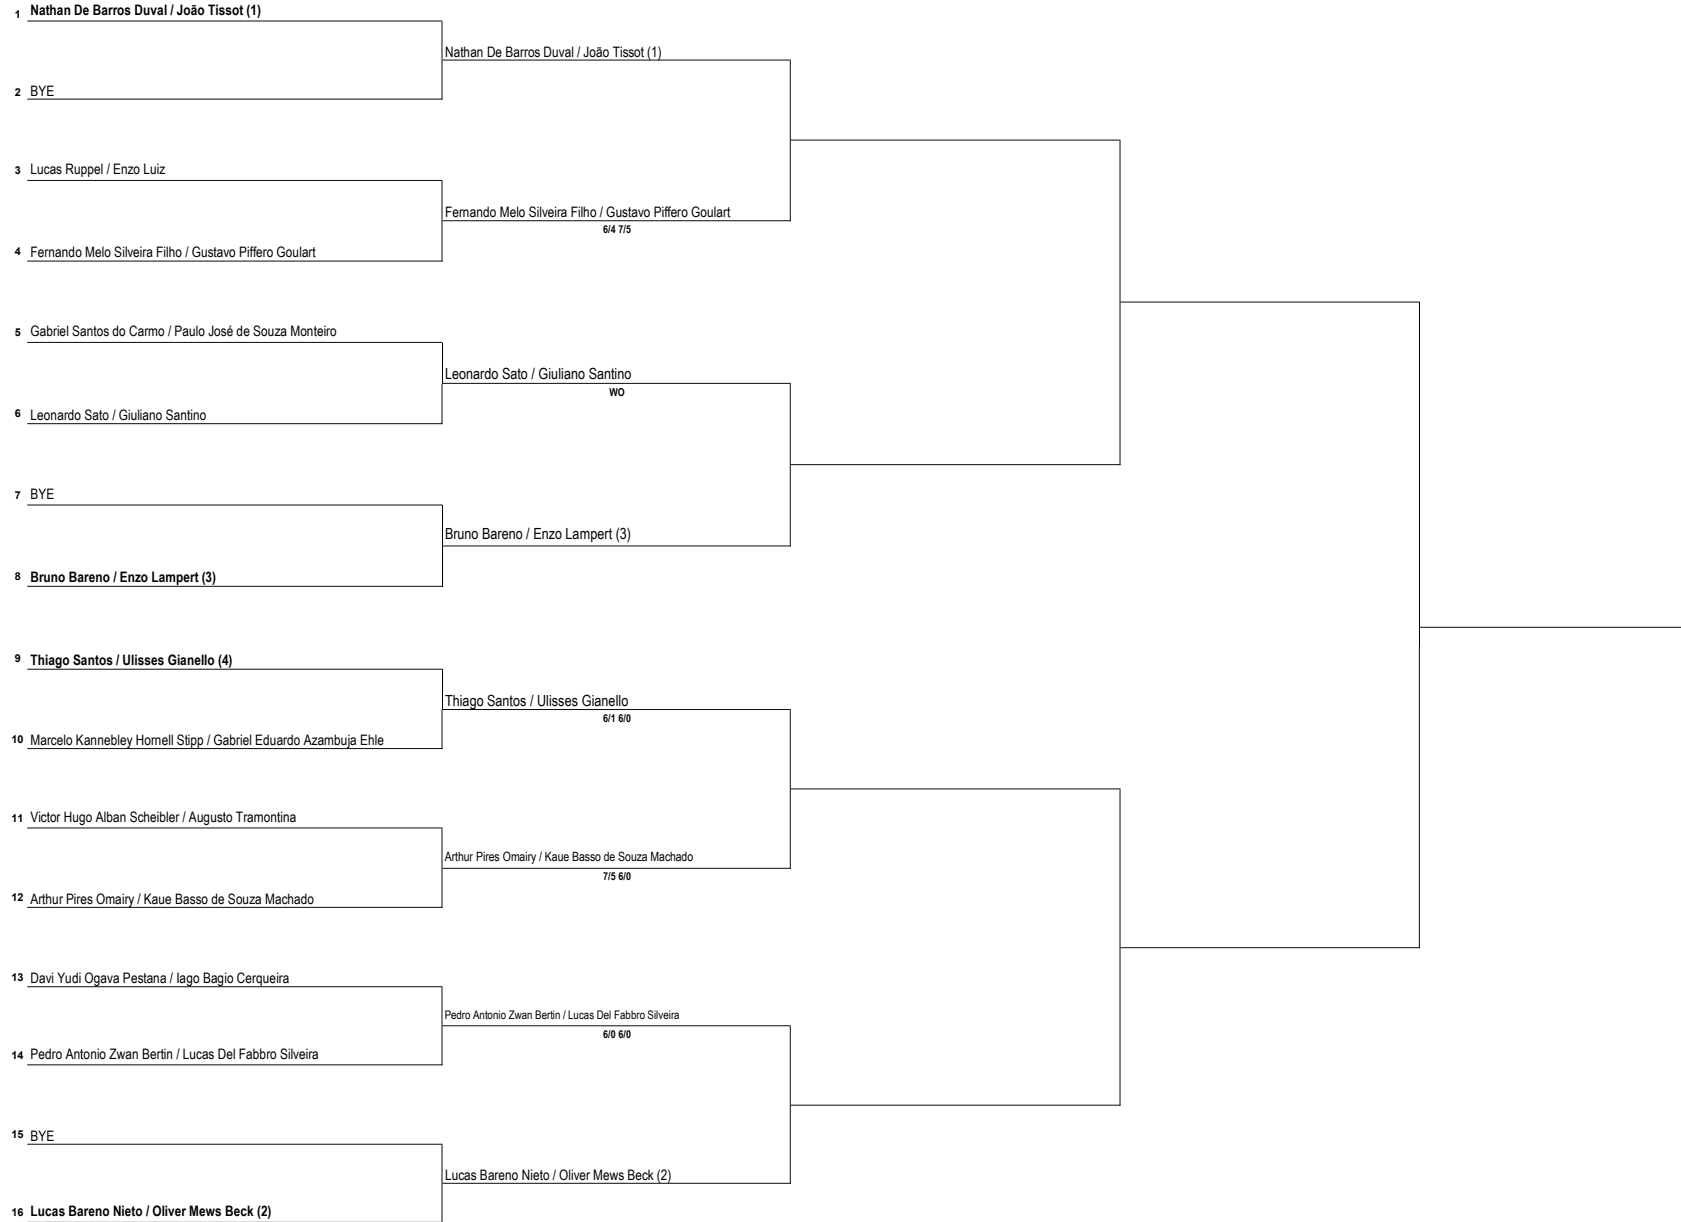 1 Nathan De Barros Duval / João Tissot (1)
Nathan De Barros Duval / João Tissot (1)
2 BYE
3 Lucas Ruppel / Enzo Luiz
Fernando Melo Silveira Filho / Gustavo Piffero Goulart
6/4 7/5
4 Fernando Melo Silveira Filho / Gustavo Piffero Goulart
5 Gabriel Santos do Carmo / Paulo José de Souza Monteiro
Leonardo Sato / Giuliano Santino
WO
6 Leonardo Sato / Giuliano Santino
7 BYE
Bruno Bareno / Enzo Lampert (3)
8 Bruno Bareno / Enzo Lampert (3)
9 Thiago Santos / Ulisses Gianello (4)
Thiago Santos / Ulisses Gianello
6/1 6/0
10 Marcelo Kannebley Hornell Stipp / Gabriel Eduardo Azambuja Ehle
11 Victor Hugo Alban Scheibler / Augusto Tramontina
Arthur Pires Omairy / Kaue Basso de Souza Machado
7/5 6/0
12 Arthur Pires Omairy / Kaue Basso de Souza Machado
13 Davi Yudi Ogava Pestana / Iago Bagio Cerqueira
Pedro Antonio Zwan Bertin / Lucas Del Fabbro Silveira
6/0 6/0
14 Pedro Antonio Zwan Bertin / Lucas Del Fabbro Silveira
15 BYE
Lucas Bareno Nieto / Oliver Mews Beck (2)
16 Lucas Bareno Nieto / Oliver Mews Beck (2)